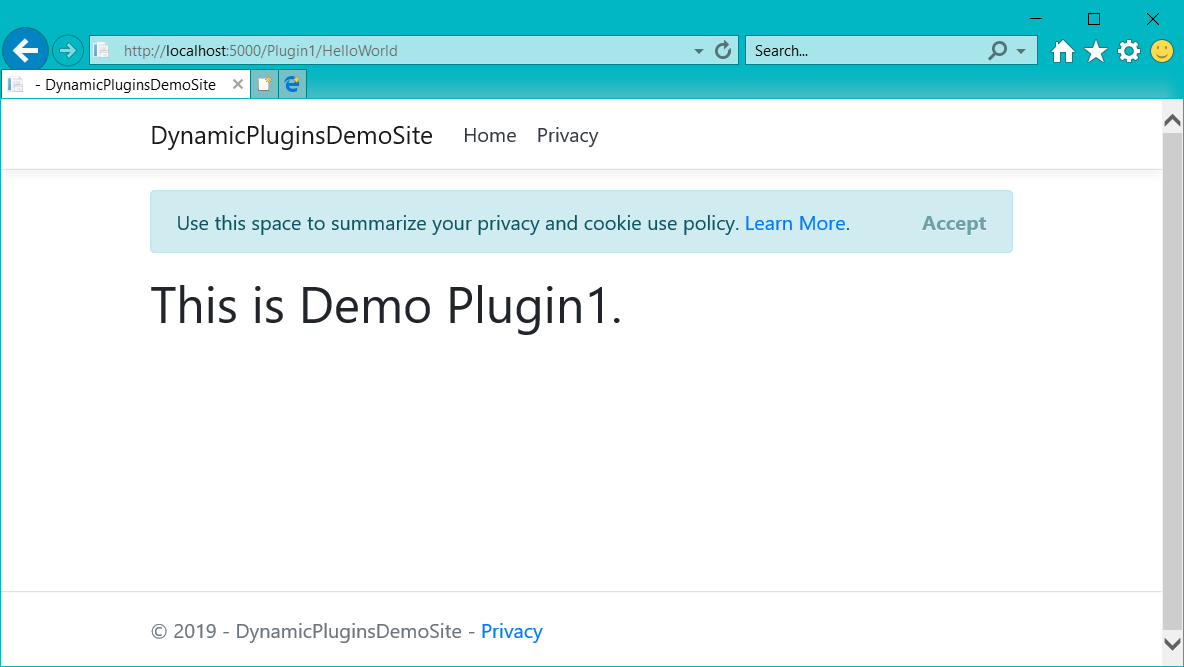 http://localhost:5000/Plugin1/HelloWorld
Search...
- DynamicPluginsDemoSite
DynamicPluginsDemoSite Home Privacy
Use this space to summarize your privacy and cookie use policy. Learn More. Accept
This is Demo Plugin1.
© 2019 - DynamicPluginsDemoSite - Privacy